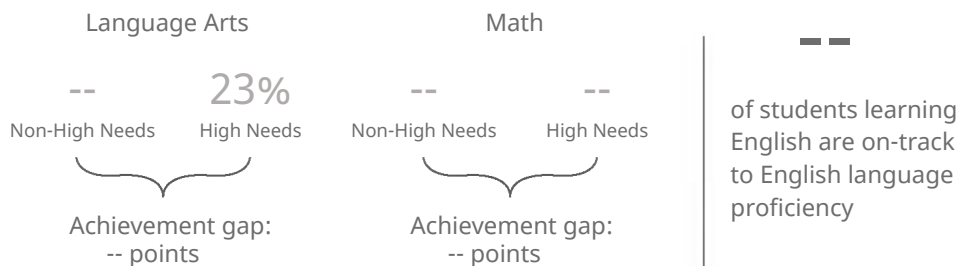 Language Arts
-- 23%
Non-High Needs High Needs
Achievement gap:
-- points
Math
-- --
Non-High Needs High Needs
Achievement gap:
-- points
--
of students learning
English are on-track
to English language
proficiency